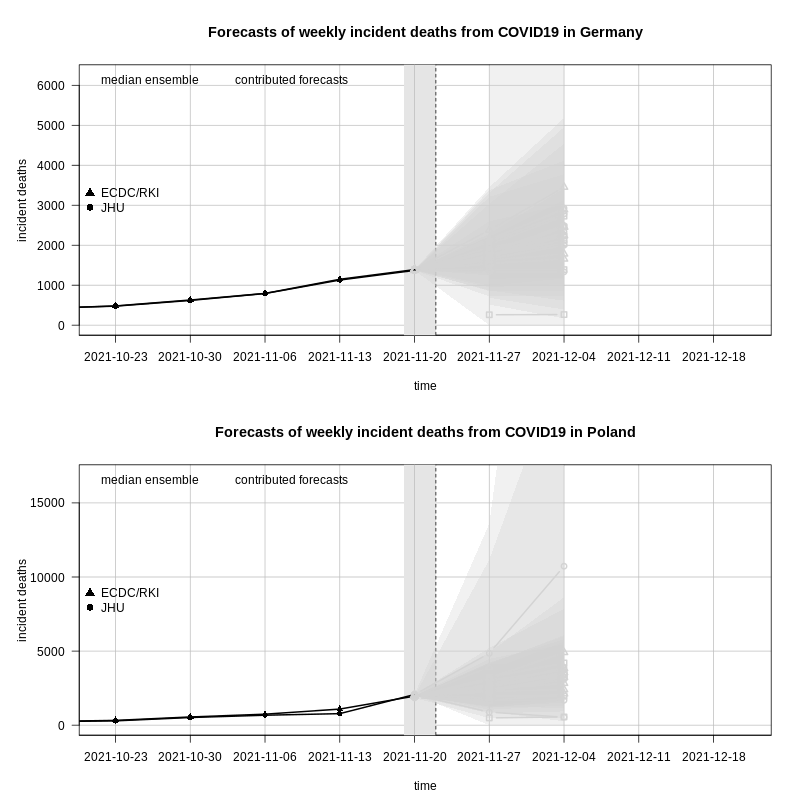 Forecasts of weekly incident deaths from COVID19 in Germany
median ensemble contributed forecasts
6000
5000
4000
3000
2000
1000
0
incident deaths
ECDC/RKI
JHU
2021-10-23 2021-10-30 2021-11-06 2021-11-13 2021-11-20 2021-11-27 2021-12-04 2021-12-11 2021-12-18
time
Forecasts of weekly incident deaths from COVID19 in Poland
median ensemble contributed forecasts
15000
10000
5000
0
incident deaths
ECDC/RKI
JHU
2021-10-23 2021-10-30 2021-11-06 2021-11-13 2021-11-20 2021-11-27 2021-12-04 2021-12-11 2021-12-18
time